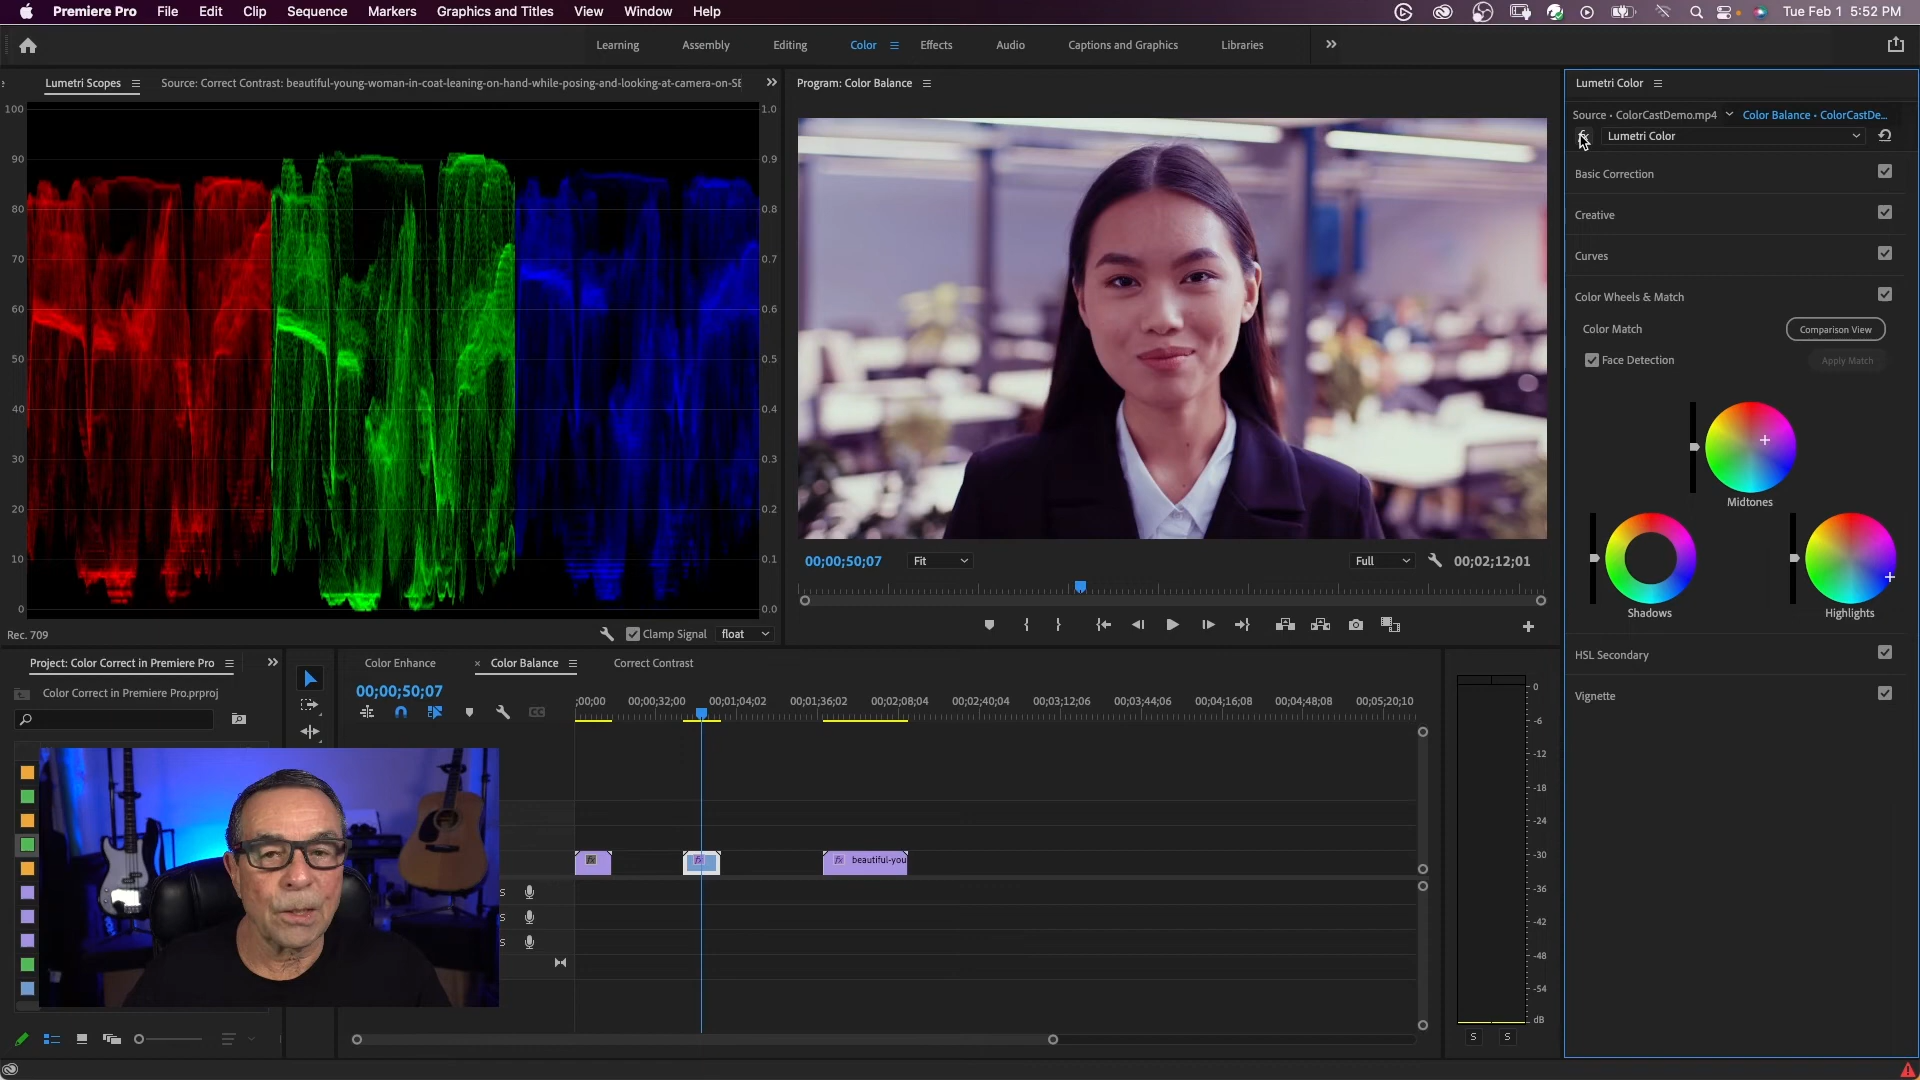 Premiere Pro File Edit Clip Sequence Markers Graphics and Titles View Window Help Tue Feb 1 5:52 PM
Learning Assembly Editing Color Effects Audio Captions and Graphics Libraries
Lumetri Scopes Source: Correct Contrast: beautiful-young-woman-in-coat-leaning-on-hand-while-posing-and-looking-at-camera-on-SE
100 1.0
90 0.9
80 0.8
70 0.7
60 0.6
50 0.5
40 0.4
30 0.3
20 0.2
10 0.1
0 0.0
Rec. 709 Clamp Signal float
Program: Color Balance
00;00;50;07 Fit Full 00;02;12;01
Lumetri Color
Source • ColorCastDemo.mp4 Color Balance • ColorCastDe...
Lumetri Color
Basic Correction
Creative
Curves
Color Wheels & Match
Color Match Comparison View
Face Detection Apply Match
Midtones
Shadows Highlights
HSL Secondary
Vignette
Project: Color Correct in Premiere Pro
Color Correct in Premiere Pro.prproj
Color Enhance × Color Balance Correct Contrast
00;00;50;07
;00;00 00;00;32;00 00;01;04;02 00;01;36;02 00;02;08;04 00;02;40;04 00;03;12;06 00;03;44;06 00;04;16;08 00;04;48;08 00;05;20;10
fx fx fx beautiful-you
S
S
S
0
-6
-12
-18
-24
-30
-36
-42
-48
-54
dB
S S